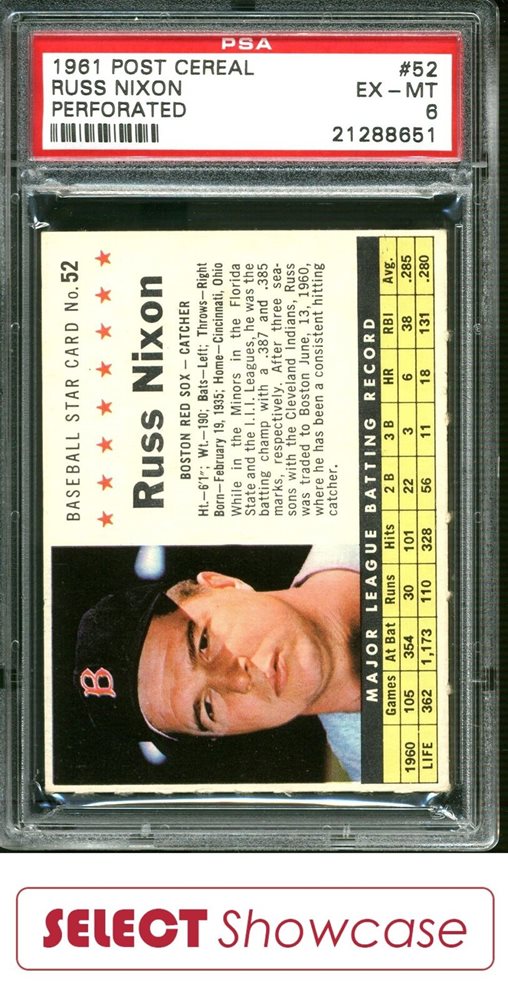 PSA
1961 POST CEREAL #52
RUSS NIXON EX-MT
PERFORATED 6
21288651
BASEBALL STAR CARD No. 52
Russ Nixon
BOSTON RED SOX — CATCHER
Ht.—6'1"; Wt.—190; Bats—Left; Throws—Right
Born—February 19, 1935; Home—Cincinnati, Ohio
While in the Minors in the Florida
State and the I.I.I. Leagues, he was the
batting champ with a .387 and .385
marks, respectively. After three sea-
sons with the Cleveland Indians, Russ
was traded to Boston June, 13, 1960,
where he has been a consistent hitting
catcher.
B
MAJOR LEAGUE BATTING RECORD
Games At Bat Runs Hits 2 B 3 B HR RBI Avg.
1960 105 354 30 101 22 3 6 38 .285
LIFE 362 1,173 110 328 56 11 18 131 .280
SELECT Showcase